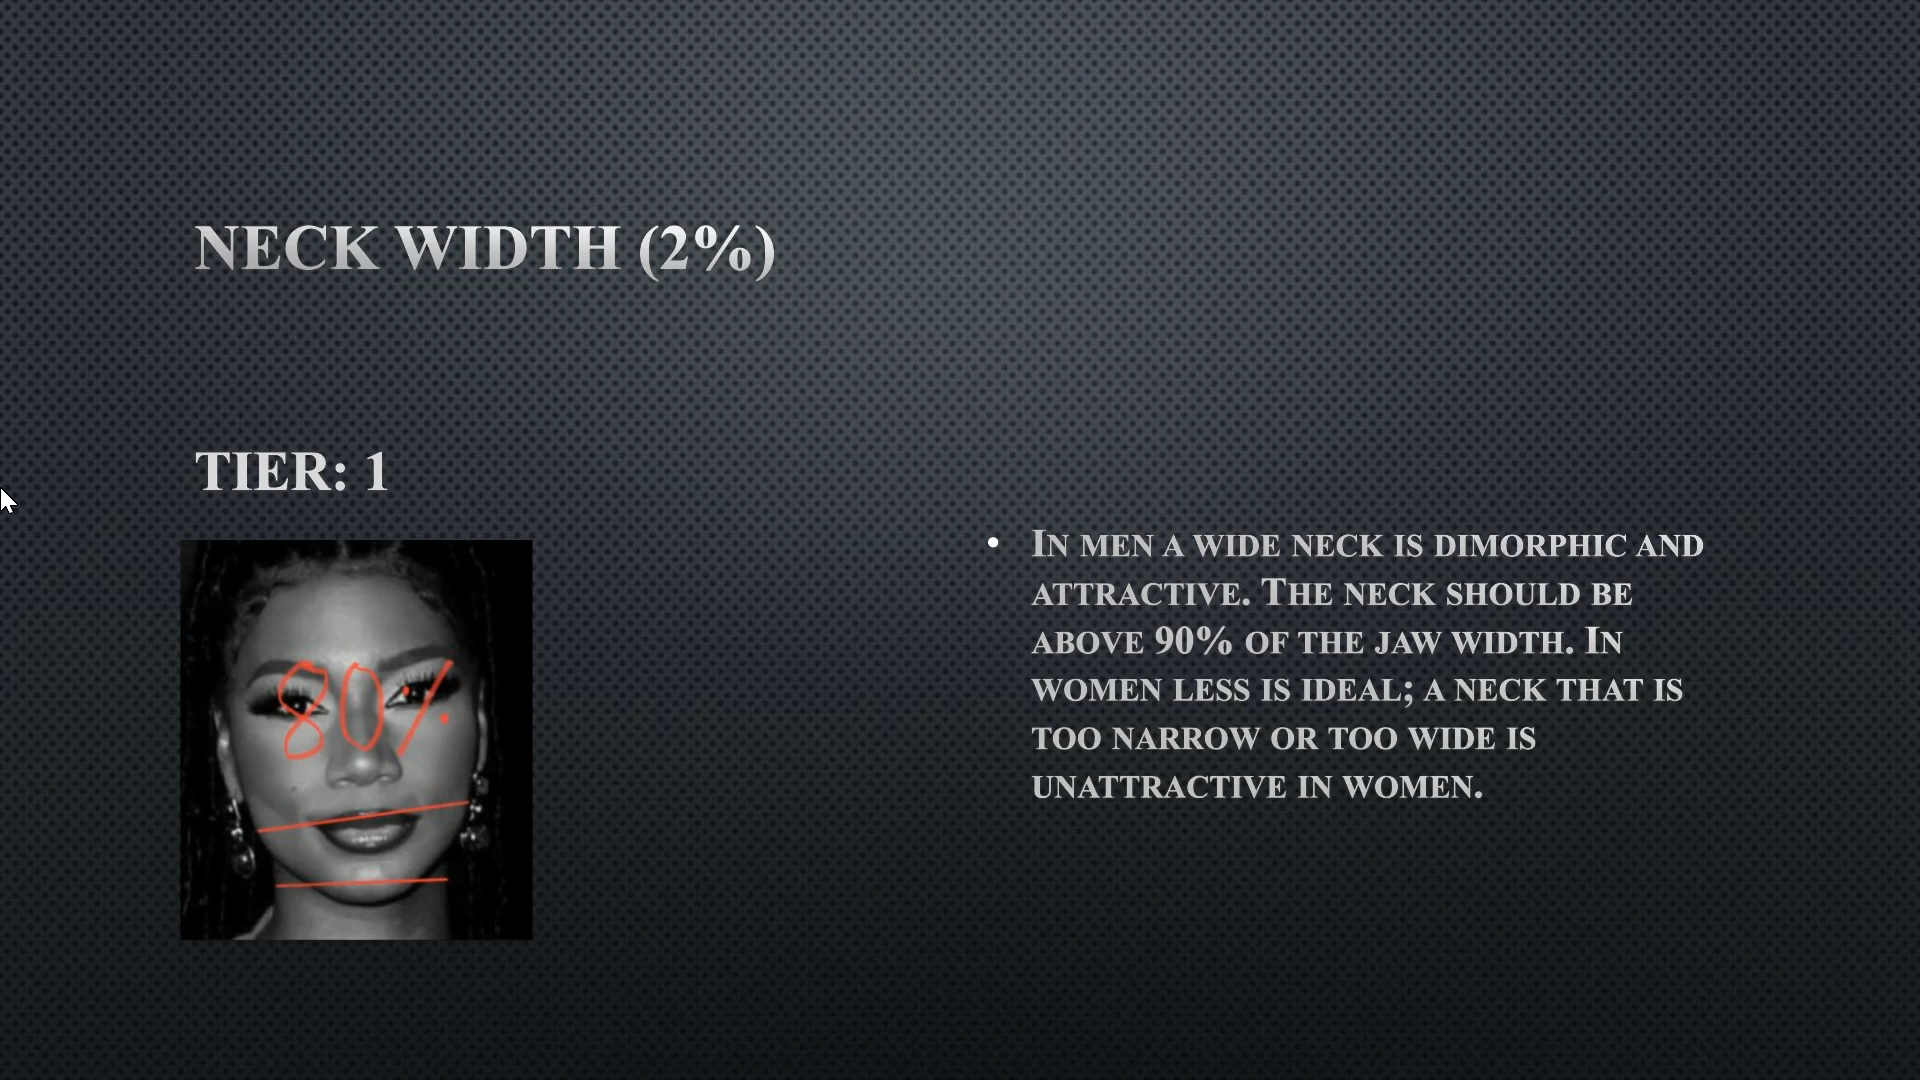 NECK WIDTH (2%)
TIER: 1
80%
• IN MEN A WIDE NECK IS DIMORPHIC AND
ATTRACTIVE. THE NECK SHOULD BE
ABOVE 90% OF THE JAW WIDTH. IN
WOMEN LESS IS IDEAL; A NECK THAT IS
TOO NARROW OR TOO WIDE IS
UNATTRACTIVE IN WOMEN.